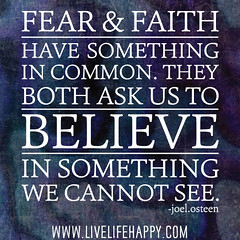 FEAR & FAITH
HAVE SOMETHING
IN COMMON. THEY
BOTH ASK US TO
BELIEVE
IN SOMETHING
WE CANNOT SEE.
-joel.osteen
WWW.LIVELIFEHAPPY.COM